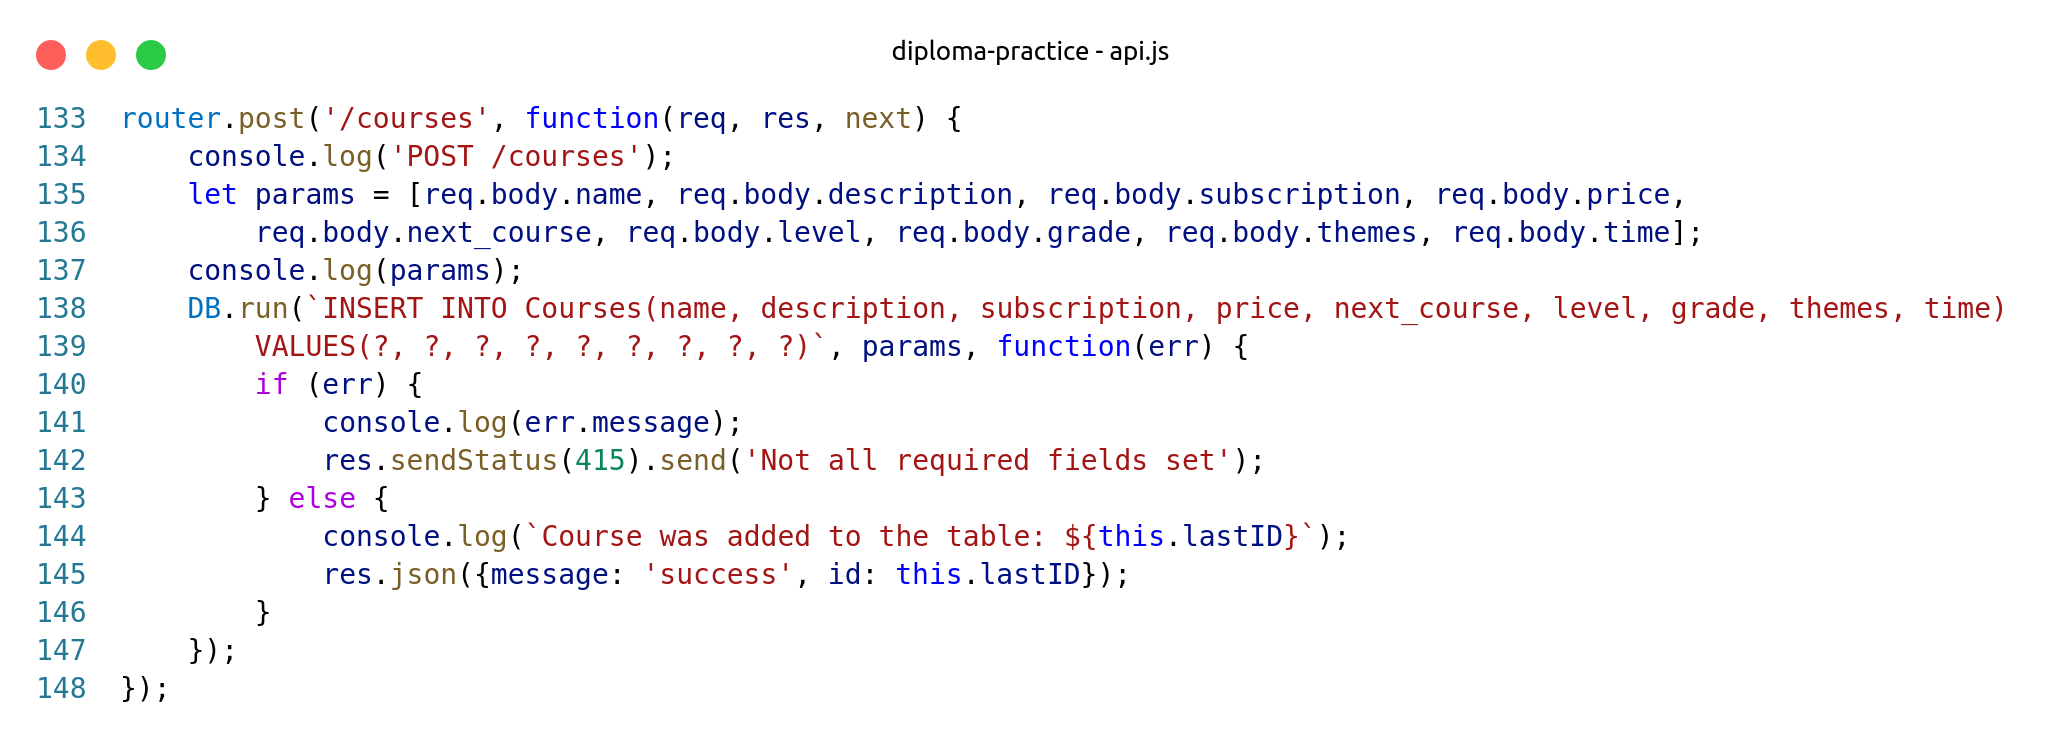 diploma-practice - api.js
133 router.post('/courses', function(req, res, next) {
134     console.log('POST /courses');
135     let params = [req.body.name, req.body.description, req.body.subscription, req.body.price,
136         req.body.next_course, req.body.level, req.body.grade, req.body.themes, req.body.time];
137     console.log(params);
138     DB.run(`INSERT INTO Courses(name, description, subscription, price, next_course, level, grade, themes, time)
139         VALUES(?, ?, ?, ?, ?, ?, ?, ?, ?)`, params, function(err) {
140         if (err) {
141             console.log(err.message);
142             res.sendStatus(415).send('Not all required fields set');
143         } else {
144             console.log(`Course was added to the table: ${this.lastID}`);
145             res.json({message: 'success', id: this.lastID});
146         }
147     });
148 });